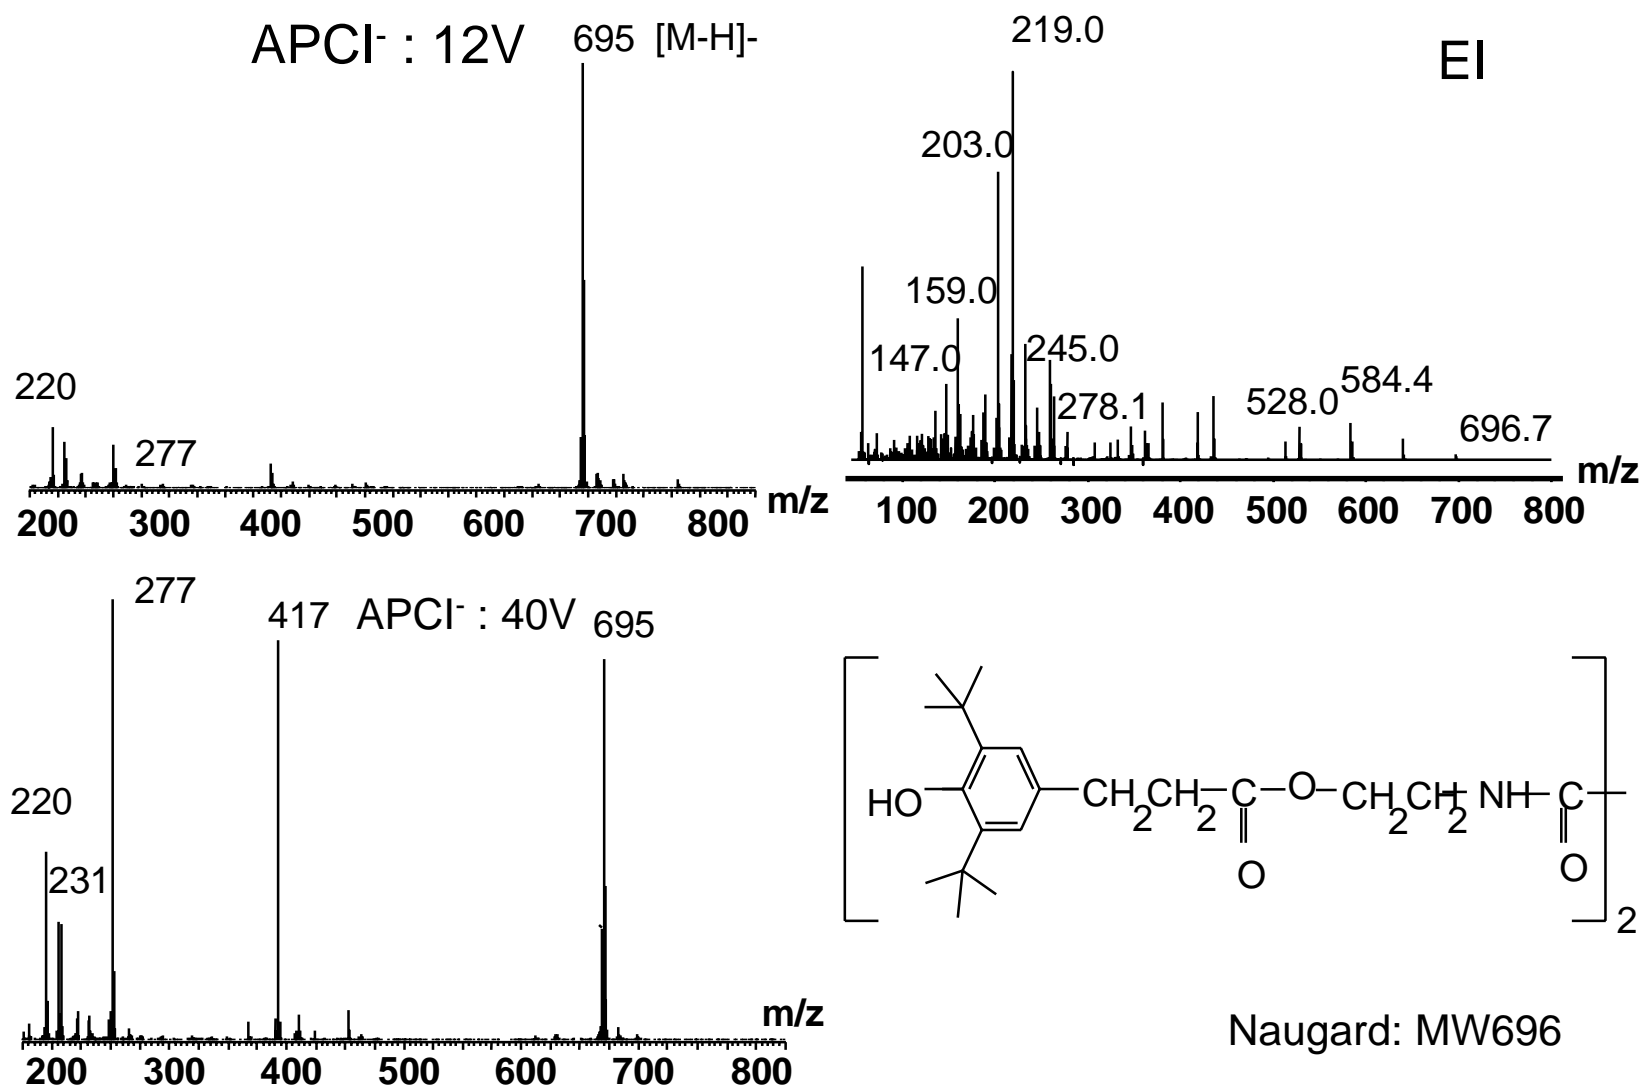 APCI- : 12V
695 [M-H]-
220
277
m/z
200 300 400 500 600 700 800
219.0
EI
203.0
159.0
147.0
245.0
278.1
528.0
584.4
696.7
m/z
100 200 300 400 500 600 700 800
277
417
APCI- : 40V
695
220
231
m/z
200 300 400 500 600 700 800
HO
CH2CH2 C O CH2CH2 NH C
O
O
2
Naugard: MW696